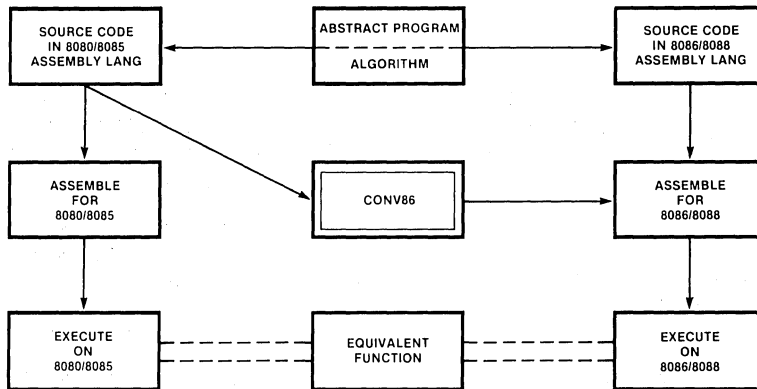 SOURCE CODE
IN 8080/8085
ASSEMBLY LANG
ABSTRACT PROGRAM
ALGORITHM
SOURCE CODE
IN 8086/8088
ASSEMBLY LANG
ASSEMBLE
FOR
8080/8085
CONV86
ASSEMBLE
FOR
8086/8088
EXECUTE
ON
8080/8085
EQUIVALENT
FUNCTION
EXECUTE
ON
8086/8088